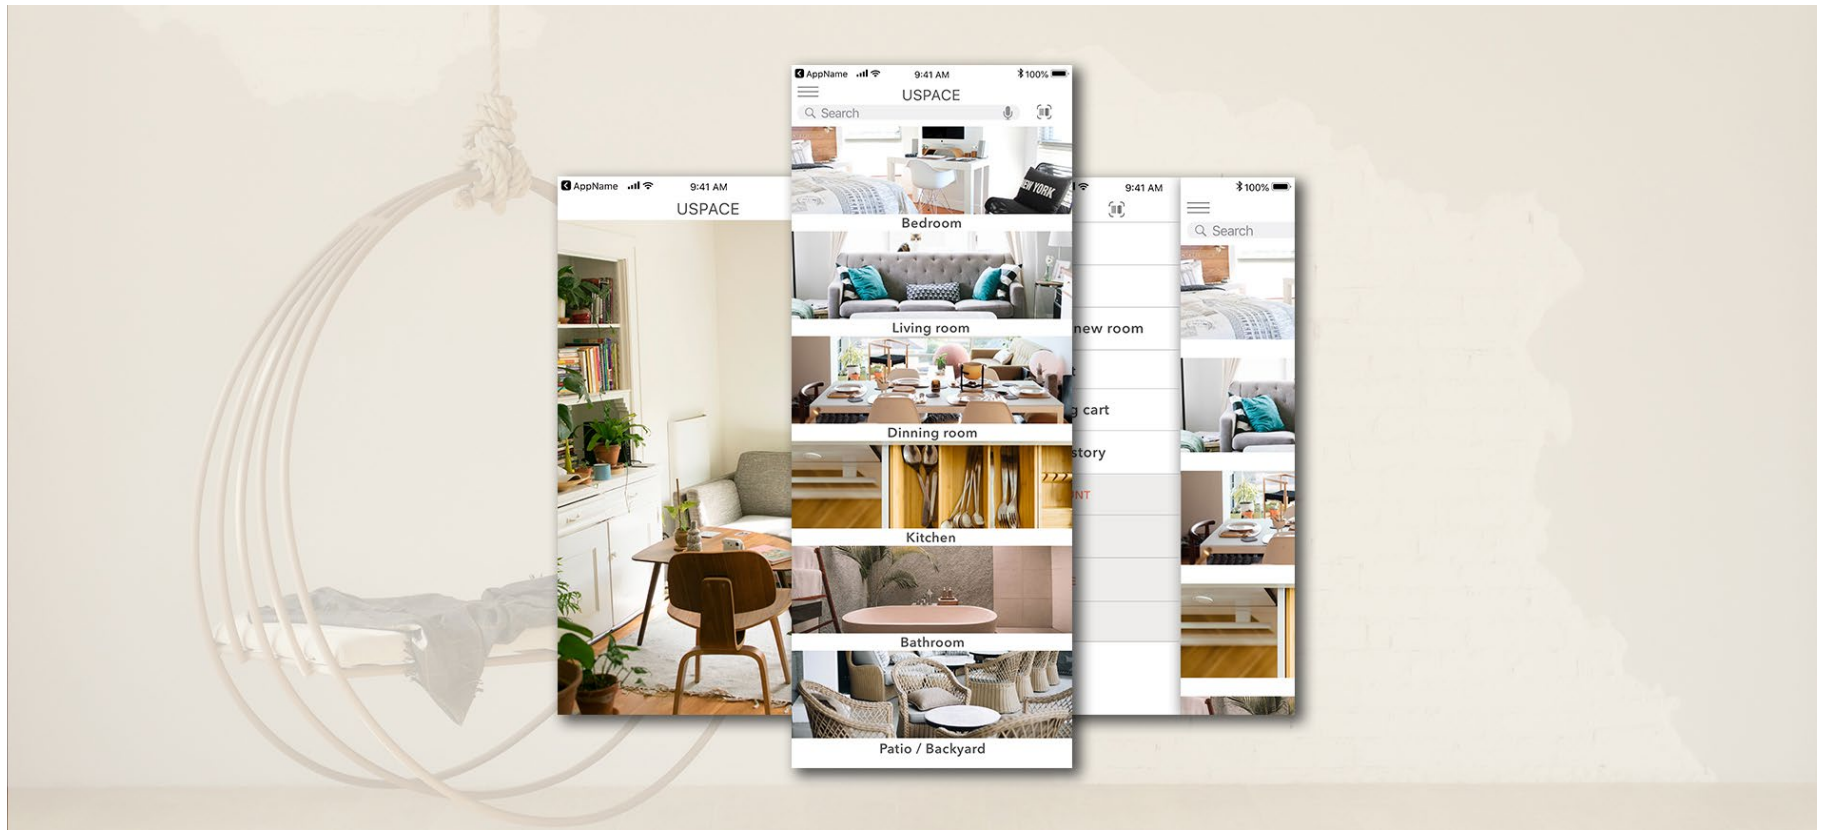 AppName 9:41 AM
USPACE
AppName 9:41 AM 100%
USPACE
Search
NEW YORK
Bedroom
Living room
Dinning room
Kitchen
Bathroom
Patio / Backyard
9:41 AM
new room
cart
100%
Search